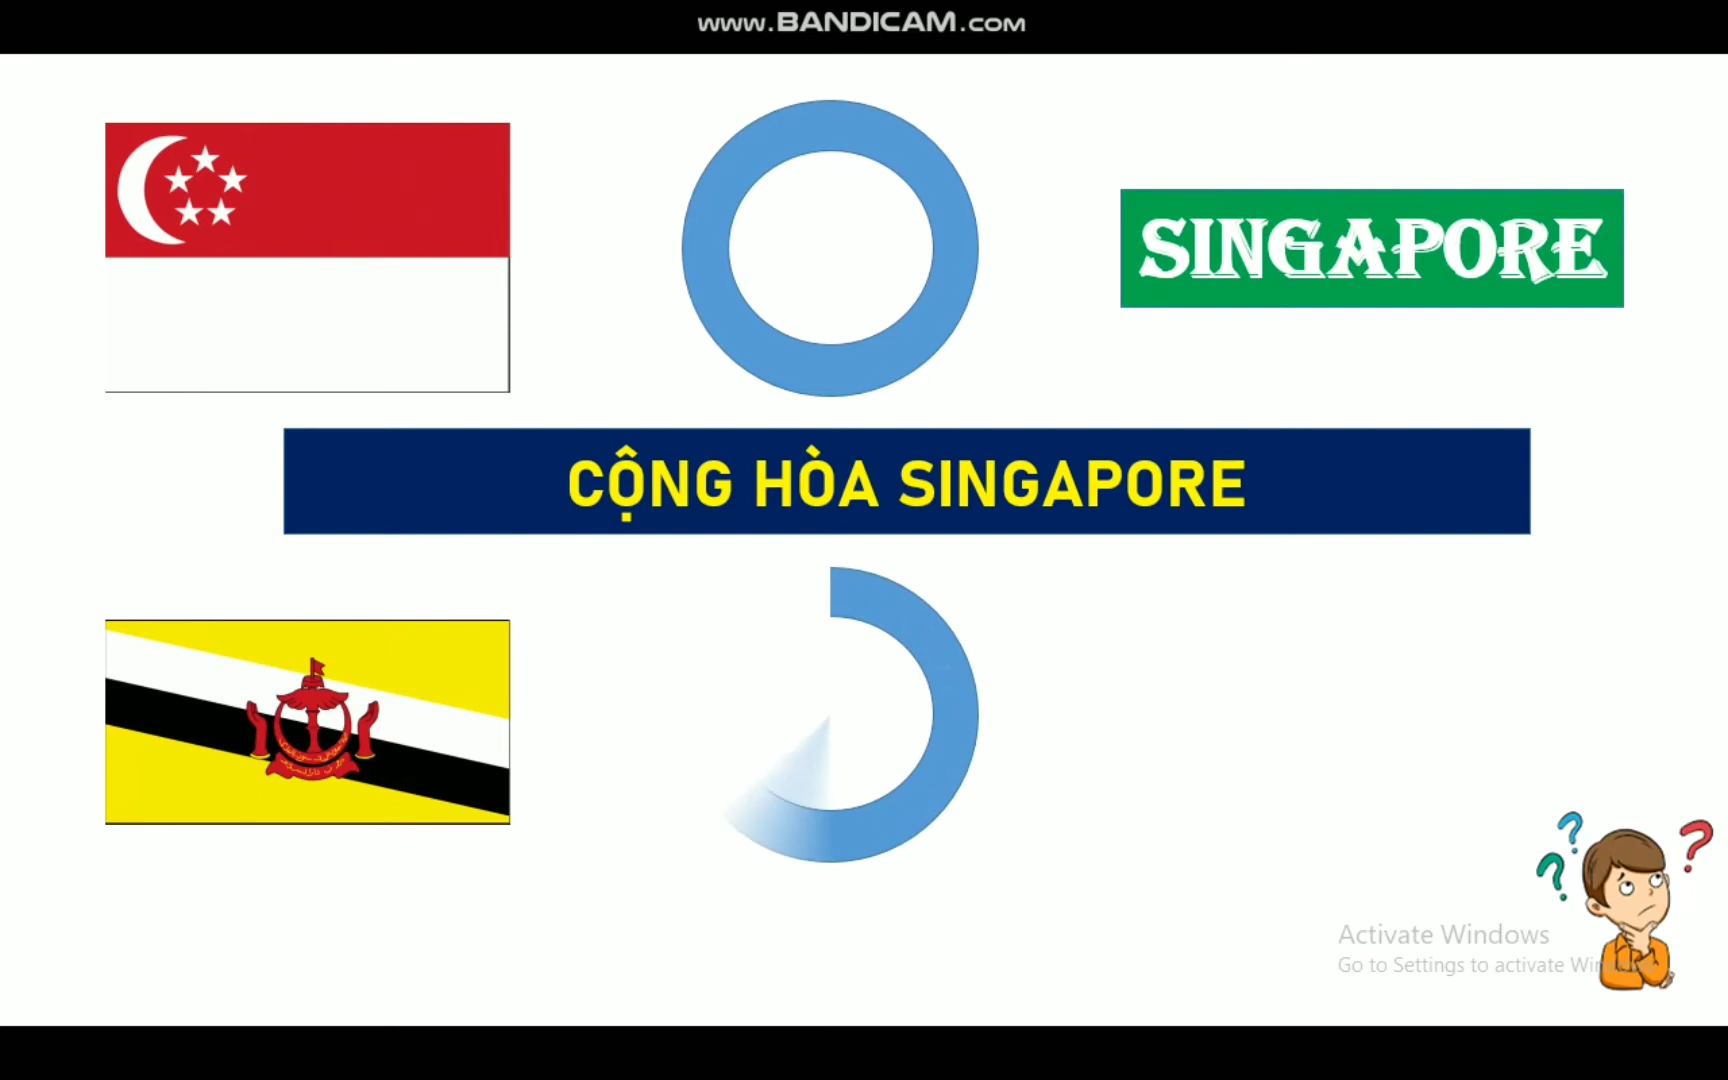 www.BANDICAM.com
SINGAPORE
CỘNG HÒA SINGAPORE
Activate Windows
Go to Settings to activate